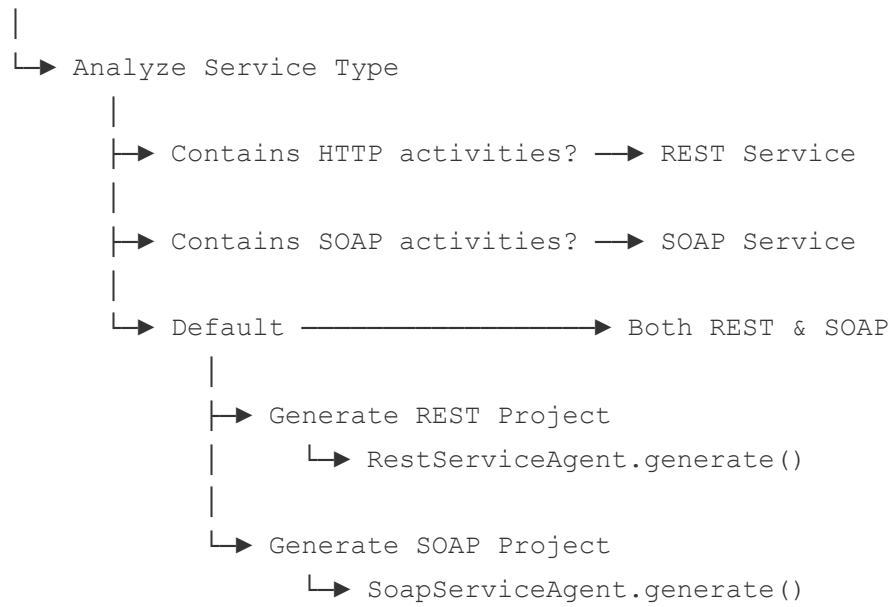 │
└─► Analyze Service Type
      │
      ├─► Contains HTTP activities? ──► REST Service
      │
      ├─► Contains SOAP activities? ──► SOAP Service
      │
      └─► Default ──────────────────► Both REST & SOAP
            │
            ├─► Generate REST Project
            │     └─► RestServiceAgent.generate()
            │
            └─► Generate SOAP Project
                  └─► SoapServiceAgent.generate()